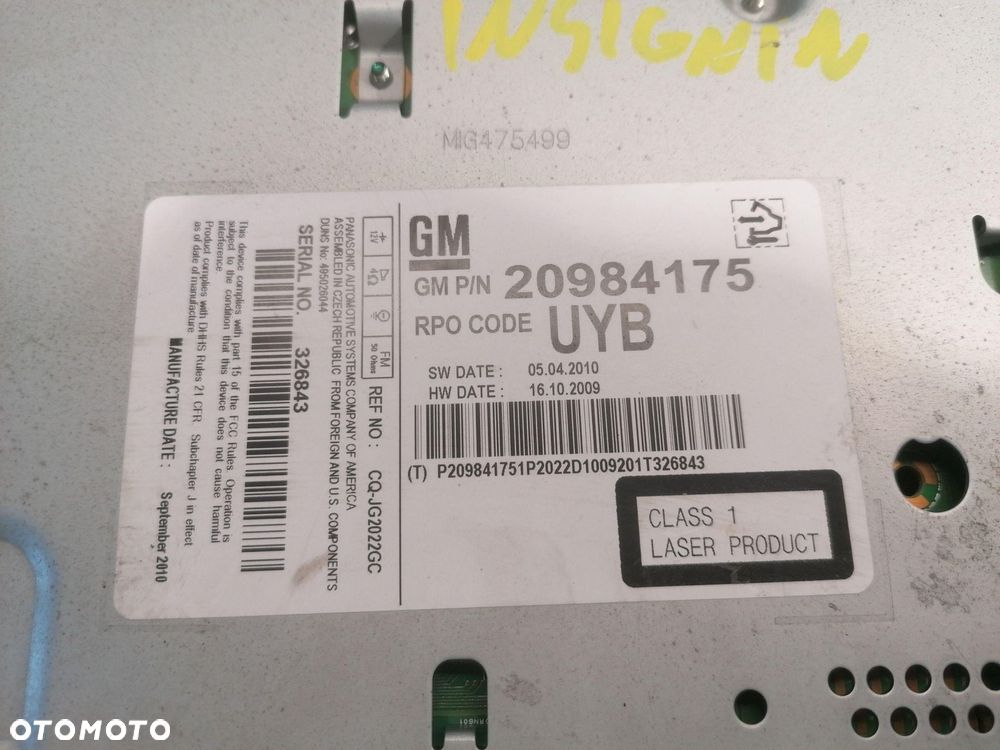 INSIGNIN
MG475499
GM
GM P/N 20984175
RPO CODE UYB
SW DATE : 05.04.2010
HW DATE : 16.10.2009
(T) P209841751P2022D1009201T326843
CLASS 1
LASER PRODUCT
12V 4Ω FM
50 Ohms
REF NO : CQ-JG2022GC
PANASONIC AUTOMOTIVE SYSTEMS COMPANY OF AMERICA
ASSEMBLED IN CZECH REPUBLIC FROM FOREIGN AND U.S. COMPONENTS
DUNS No: 495026044
SERIAL NO. 326843
This device complies with part 15 of the FCC Rules. Operation is
subject to the condition that this device does not cause harmful
interference.
Product complies with DHHS Rules 21 CFR. Subchapter J in effect
as of date of manufacture
MANUFACTURE DATE : September 2010
OTOMOTO